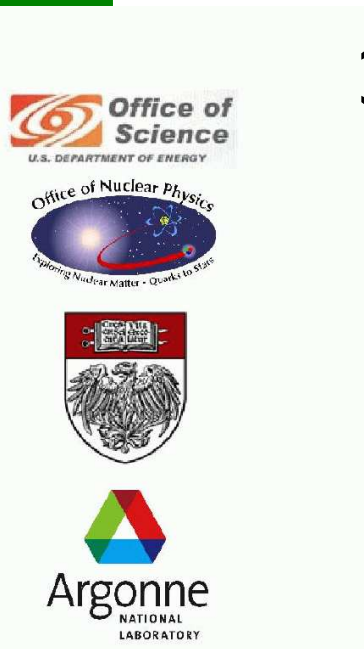 Office of
Science
U.S. DEPARTMENT OF ENERGY
Office of Nuclear Physics
Exploring Nuclear Matter - Quarks to Stars
Argonne
NATIONAL
LABORATORY